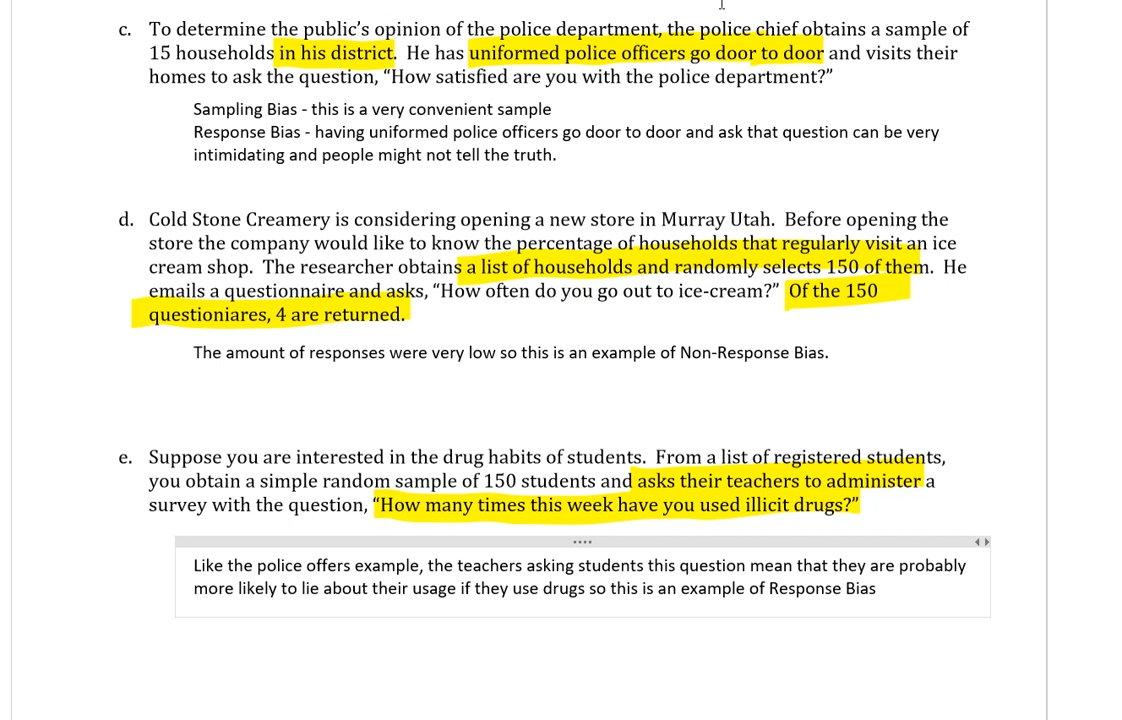 c. To determine the public's opinion of the police department, the police chief obtains a sample of
15 households in his district. He has uniformed police officers go door to door and visits their
homes to ask the question, “How satisfied are you with the police department?”
Sampling Bias - this is a very convenient sample
Response Bias - having uniformed police officers go door to door and ask that question can be very
intimidating and people might not tell the truth.
d. Cold Stone Creamery is considering opening a new store in Murray Utah. Before opening the
store the company would like to know the percentage of households that regularly visit an ice
cream shop. The researcher obtains a list of households and randomly selects 150 of them. He
emails a questionnaire and asks, “How often do you go out to ice-cream?” Of the 150
questioniares, 4 are returned.
The amount of responses were very low so this is an example of Non-Response Bias.
e. Suppose you are interested in the drug habits of students. From a list of registered students,
you obtain a simple random sample of 150 students and asks their teachers to administer a
survey with the question, “How many times this week have you used illicit drugs?”
Like the police offers example, the teachers asking students this question mean that they are probably
more likely to lie about their usage if they use drugs so this is an example of Response Bias